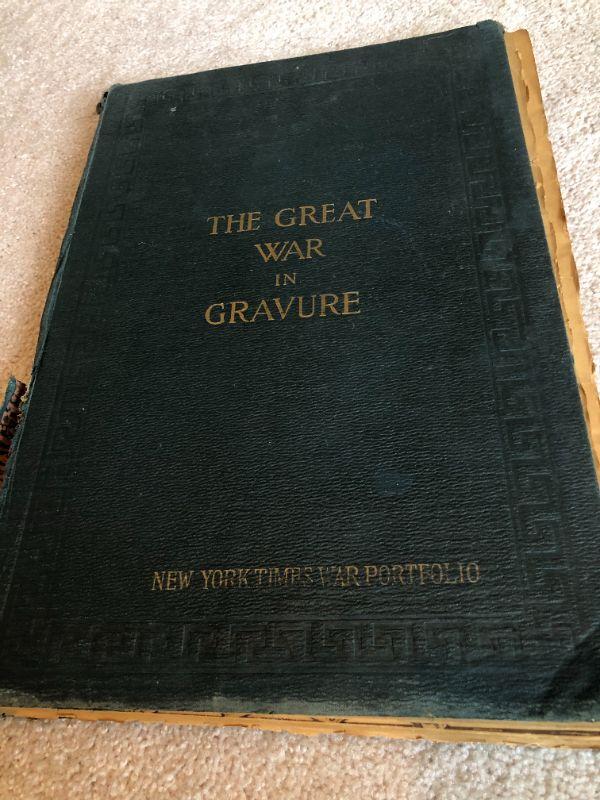 THE GREAT
WAR
IN
GRAVURE
NEW YORK TIMES WAR PORTFOLIO